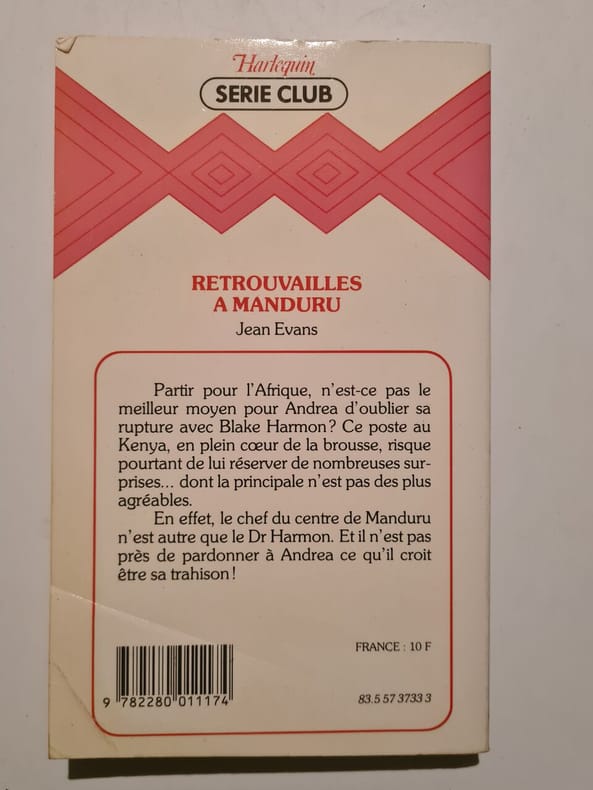 Harlequin
SERIE CLUB
RETROUVAILLES
A MANDURU
Jean Evans
Partir pour l'Afrique, n'est-ce pas le
meilleur moyen pour Andrea d'oublier sa
rupture avec Blake Harmon? Ce poste au
Kenya, en plein cœur de la brousse, risque
pourtant de lui réserver de nombreuses sur-
prises... dont la principale n'est pas des plus
agréables.
En effet, le chef du centre de Manduru
n'est autre que le Dr Harmon. Et il n'est pas
près de pardonner à Andrea ce qu'il croit
être sa trahison!
FRANCE : 10 F
9 782280 011174
83.5 57 3733 3